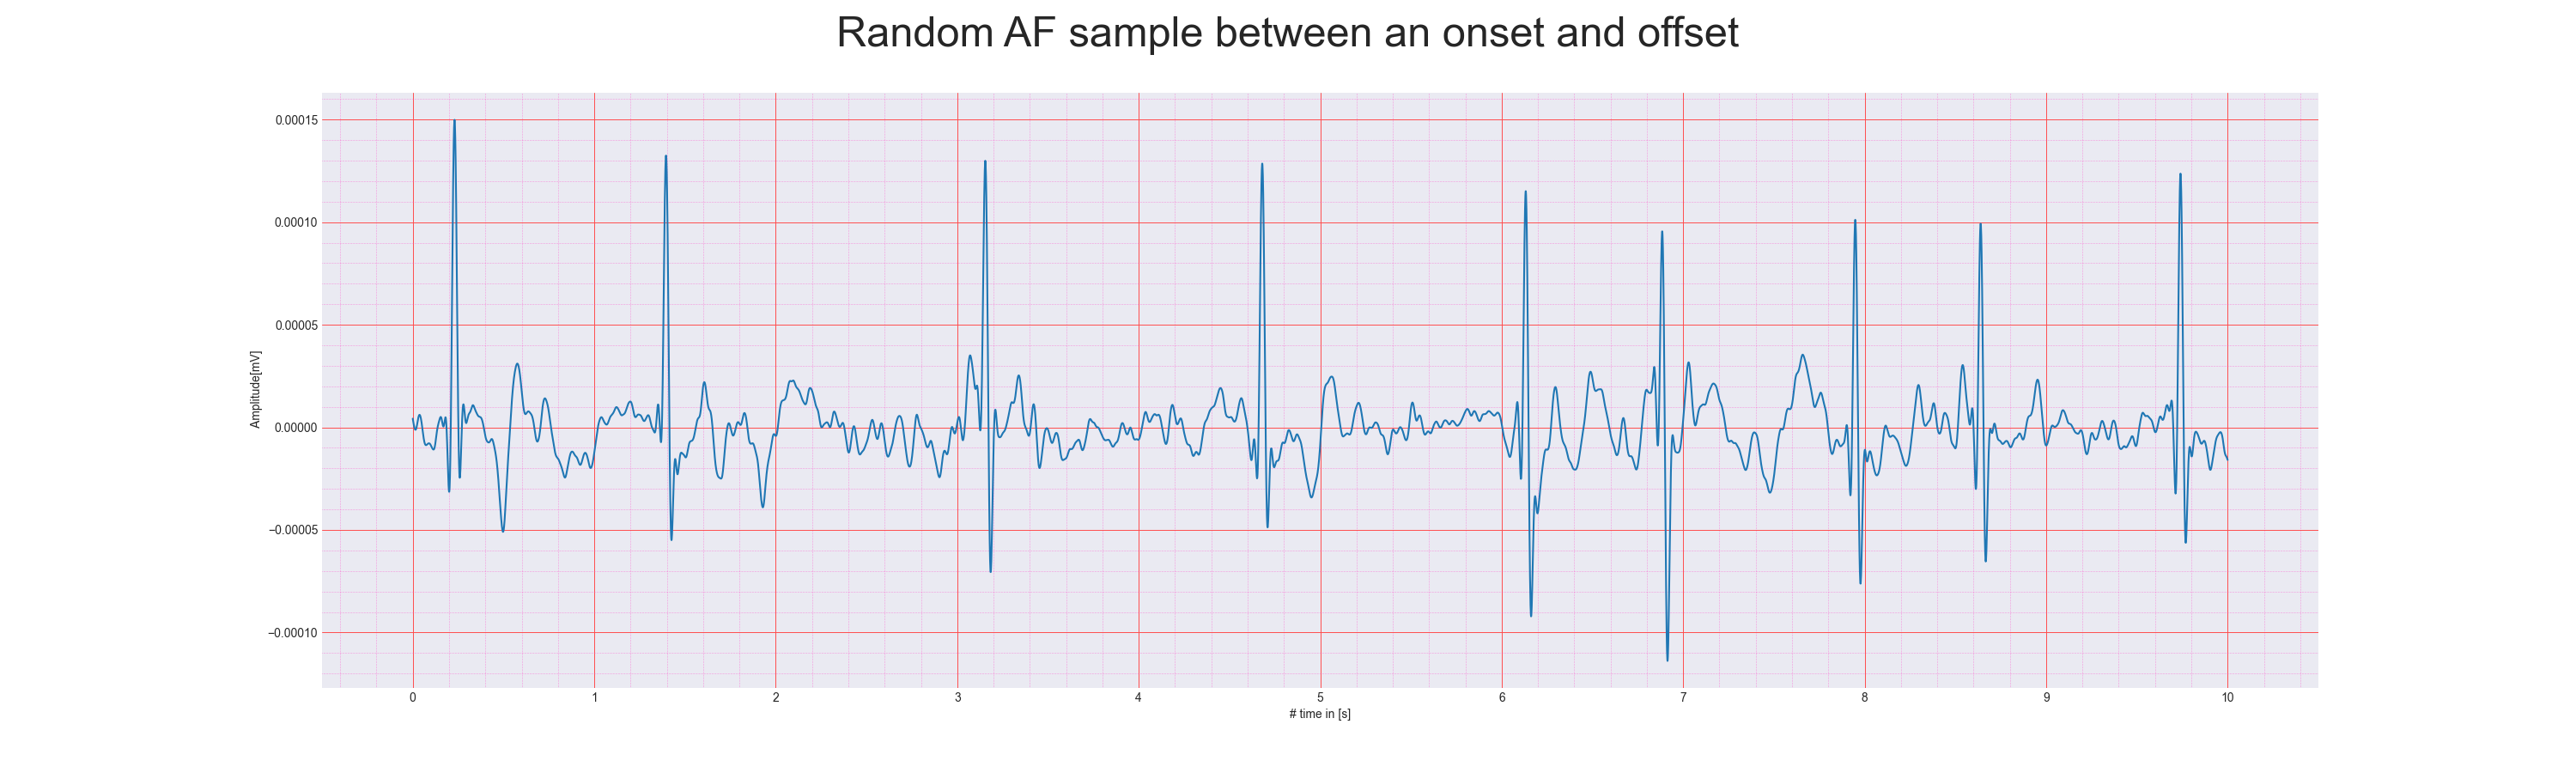 Random AF sample between an onset and offset
0.00015
0.00010
0.00005
0.00000
−0.00005
−0.00010
Amplitude[mV]
0 1 2 3 4 5 6 7 8 9 10
# time in [s]